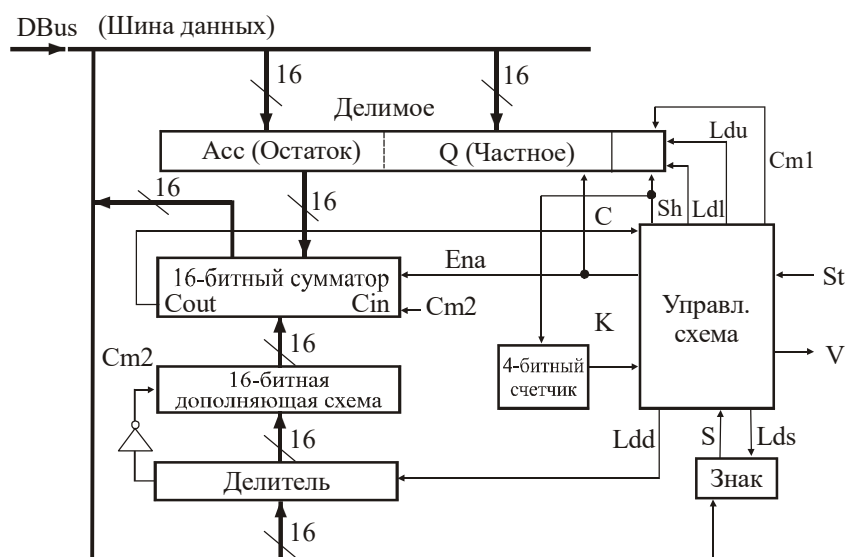 DBus (Шина данных)
16
16
Делимое
Acc (Остаток)
Q (Частное)
Ldu
Cm1
16
16
C
Sh
Ldl
16-битный сумматор
Cout
Cin
Ena
Cm2
Управл.
схема
St
V
K
16
Cm2
16-битная
дополняющая схема
4-битный
счетчик
16
Ldd
S
Lds
Делитель
Знак
16